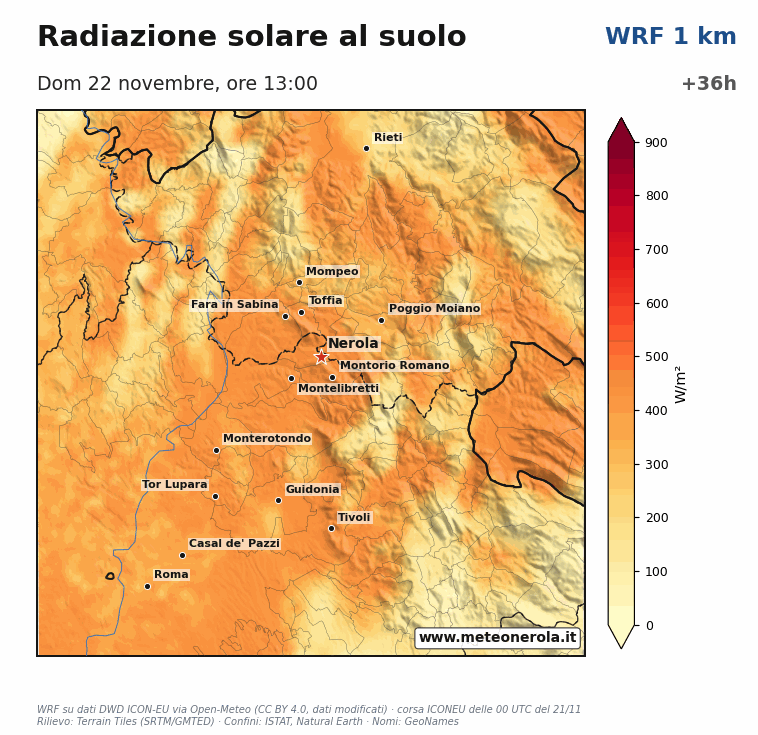 Radiazione solare al suolo
WRF 1 km
Dom 22 novembre, ore 13:00
+36h
Rieti
Mompeo
Fara in Sabina
Toffia
Poggio Moiano
Nerola
Montorio Romano
Montelibretti
Monterotondo
Tor Lupara
Guidonia
Tivoli
Casal de' Pazzi
Roma
www.meteonerola.it
900
800
700
600
500
400
300
200
100
0
W/m²
WRF su dati DWD ICON-EU via Open-Meteo (CC BY 4.0, dati modificati) · corsa ICONEU delle 00 UTC del 21/11
Rilievo: Terrain Tiles (SRTM/GMTED) · Confini: ISTAT, Natural Earth · Nomi: GeoNames